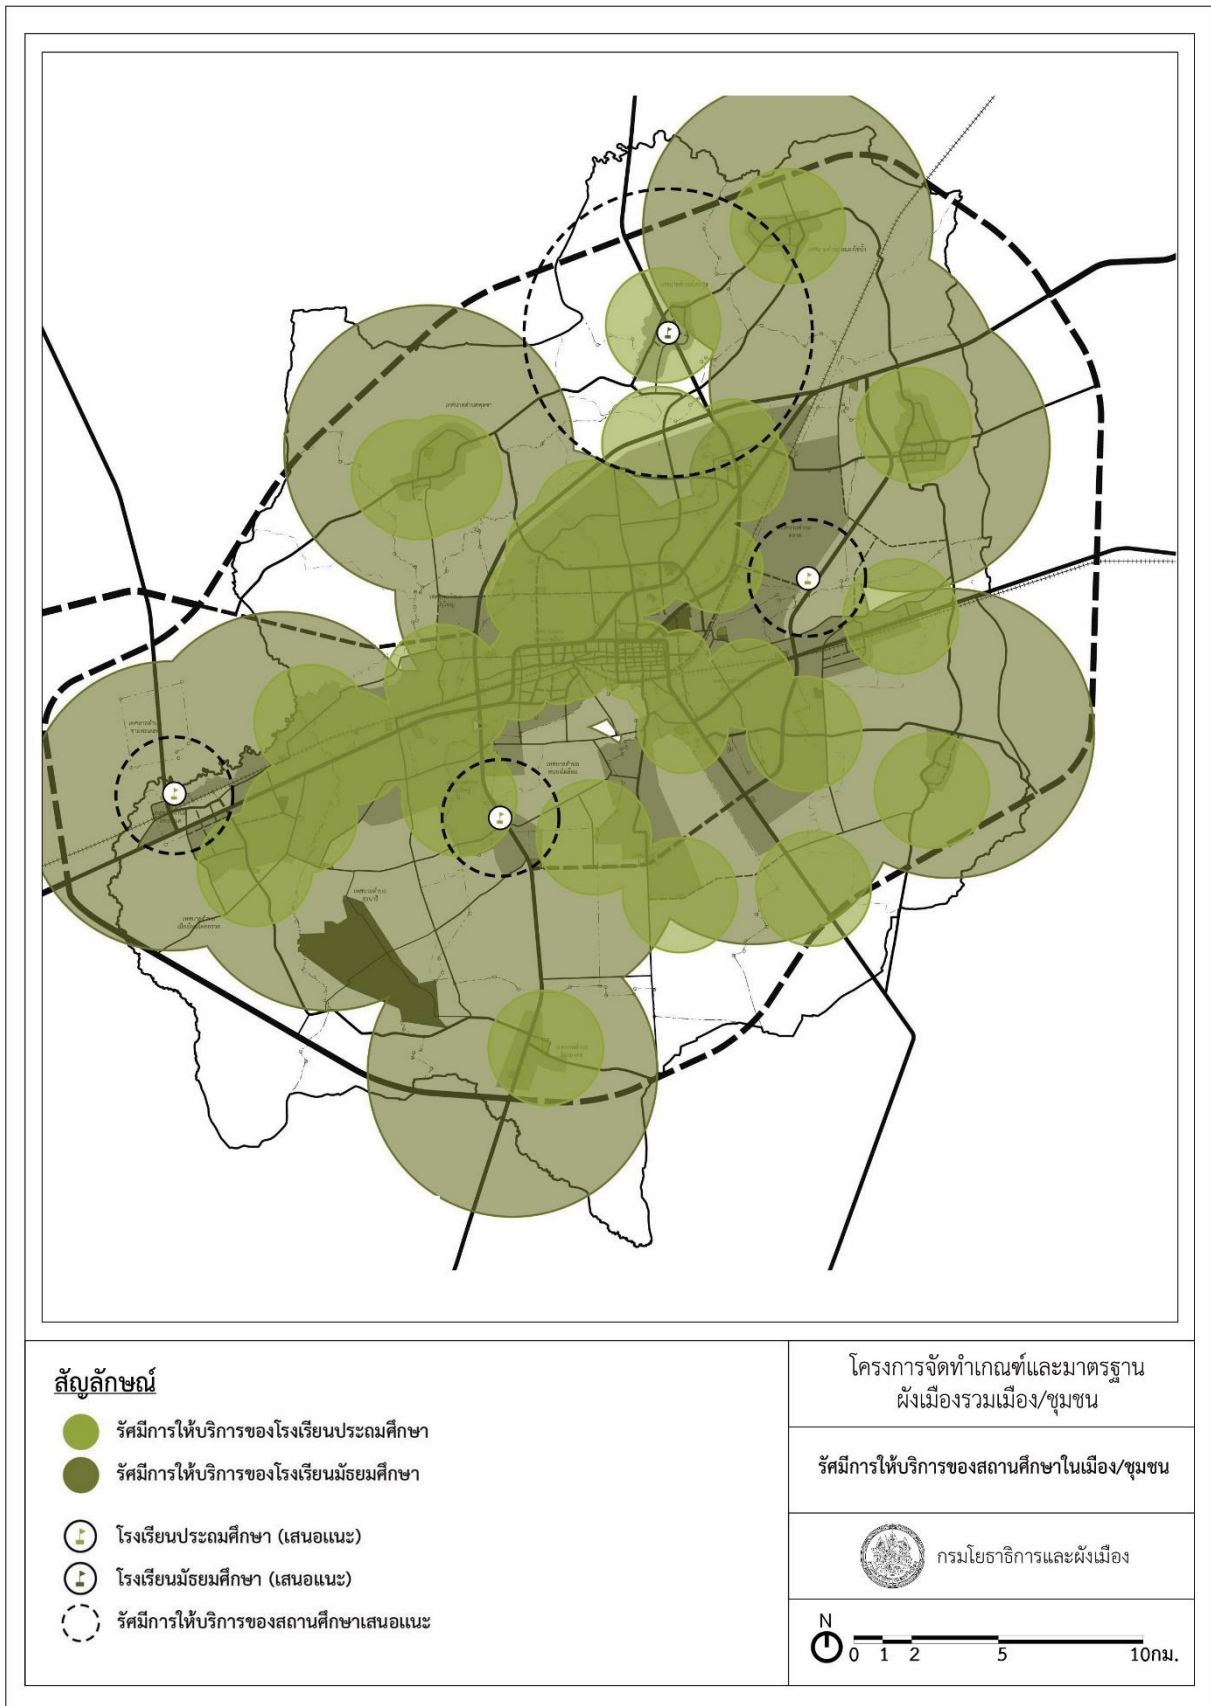 สัญลักษณ์
รัศมีการให้บริการของโรงเรียนประถมศึกษา
รัศมีการให้บริการของโรงเรียนมัธยมศึกษา
โรงเรียนประถมศึกษา (เสนอแนะ)
โรงเรียนมัธยมศึกษา (เสนอแนะ)
รัศมีการให้บริการของสถานศึกษาเสนอแนะ
โครงการจัดทำเกณฑ์และมาตรฐาน
ผังเมืองรวมเมือง/ชุมชน
รัศมีการให้บริการของสถานศึกษาในเมือง/ชุมชน
กรมโยธาธิการและผังเมือง
N
0 1 2 5 10กม.